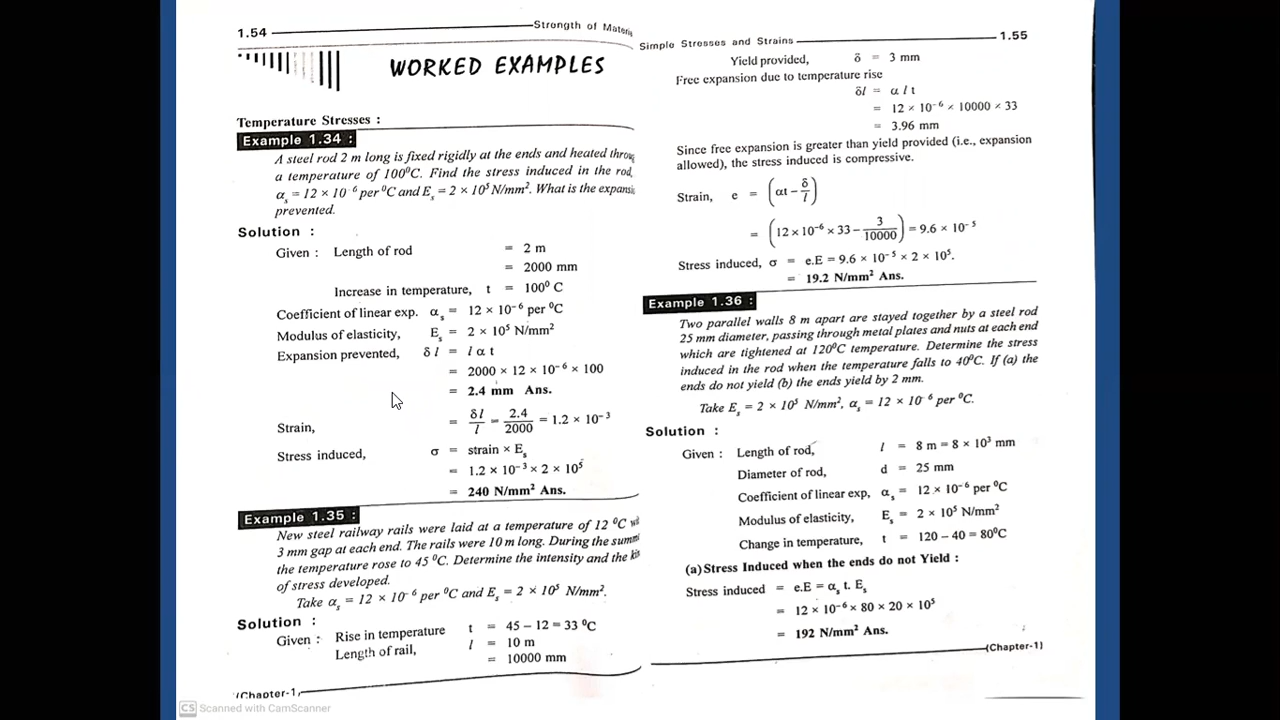 1.54 Strength of Materia
WORKED EXAMPLES
Temperature Stresses :
Example 1.34 :
A steel rod 2 m long is fixed rigidly at the ends and heated throu
a temperature of 100⁰C. Find the stress induced in the rod,
αs = 12 × 10⁻⁶ per ⁰C and Es = 2 × 10⁵ N/mm². What is the expansi
prevented.
Solution :
Given : Length of rod = 2 m
= 2000 mm
Increase in temperature, t = 100⁰ C
Coefficient of linear exp. αs = 12 × 10⁻⁶ per ⁰C
Modulus of elasticity, Es = 2 × 10⁵ N/mm²
Expansion prevented, δl = l α t
= 2000 × 12 × 10⁻⁶ × 100
= 2.4 mm Ans.
Strain, = δl/l = 2.4/2000 = 1.2 × 10⁻³
Stress induced, σ = strain × Es
= 1.2 × 10⁻³ × 2 × 10⁵
= 240 N/mm² Ans.
Example 1.35 :
New steel railway rails were laid at a temperature of 12 ⁰C wi
3 mm gap at each end. The rails were 10 m long. During the summ
the temperature rose to 45 ⁰C. Determine the intensity and the ki
of stress developed.
Take αs = 12 × 10⁻⁶ per ⁰C and Es = 2 × 10⁵ N/mm².
Solution :
Given : Rise in temperature t = 45 – 12 = 33 ⁰C
Length of rail, l = 10 m
= 10000 mm
(Chapter-1)
Simple Stresses and Strains 1.55
Yield provided, δ = 3 mm
Free expansion due to temperature rise
δl = α l t
= 12 × 10⁻⁶ × 10000 × 33
= 3.96 mm
Since free expansion is greater than yield provided (i.e., expansion
allowed), the stress induced is compressive.
Strain, e = (αt – δ/l)
= (12 × 10⁻⁶ × 33 – 3/10000) = 9.6 × 10⁻⁵
Stress induced, σ = e.E = 9.6 × 10⁻⁵ × 2 × 10⁵.
= 19.2 N/mm² Ans.
Example 1.36 :
Two parallel walls 8 m apart are stayed together by a steel rod
25 mm diameter, passing through metal plates and nuts at each end
which are tightened at 120⁰C temperature. Determine the stress
induced in the rod when the temperature falls to 40⁰C. If (a) the
ends do not yield (b) the ends yield by 2 mm.
Take Es = 2 × 10⁵ N/mm², αs = 12 × 10⁻⁶ per ⁰C.
Solution :
Given : Length of rod, l = 8 m = 8 × 10³ mm
Diameter of rod, d = 25 mm
Coefficient of linear exp, αs = 12 × 10⁻⁶ per ⁰C
Modulus of elasticity, Es = 2 × 10⁵ N/mm²
Change in temperature, t = 120 – 40 = 80⁰C
(a) Stress Induced when the ends do not Yield :
Stress induced = e.E = αs t. Es
= 12 × 10⁻⁶ × 80 × 20 × 10⁵
= 192 N/mm² Ans.
(Chapter-1)
CS Scanned with CamScanner